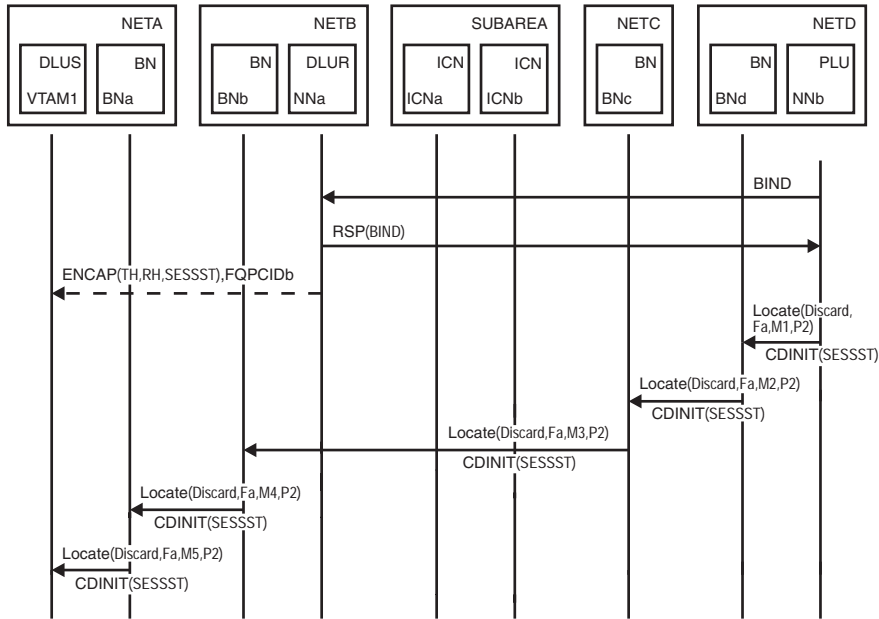 NETA NETB SUBAREA NETC NETD
DLUS BN BN DLUR ICN ICN BN BN PLU
VTAM1 BNa BNb NNa ICNa ICNb BNc BNd NNb
BIND
RSP(BIND)
ENCAP(TH,RH,SESSST),FQPCIDb
Locate(Discard,
Fa,M1,P2)
CDINIT(SESSST)
Locate(Discard,Fa,M2,P2)
CDINIT(SESSST)
Locate(Discard,Fa,M3,P2)
CDINIT(SESSST)
Locate(Discard,Fa,M4,P2)
CDINIT(SESSST)
Locate(Discard,Fa,M5,P2)
CDINIT(SESSST)